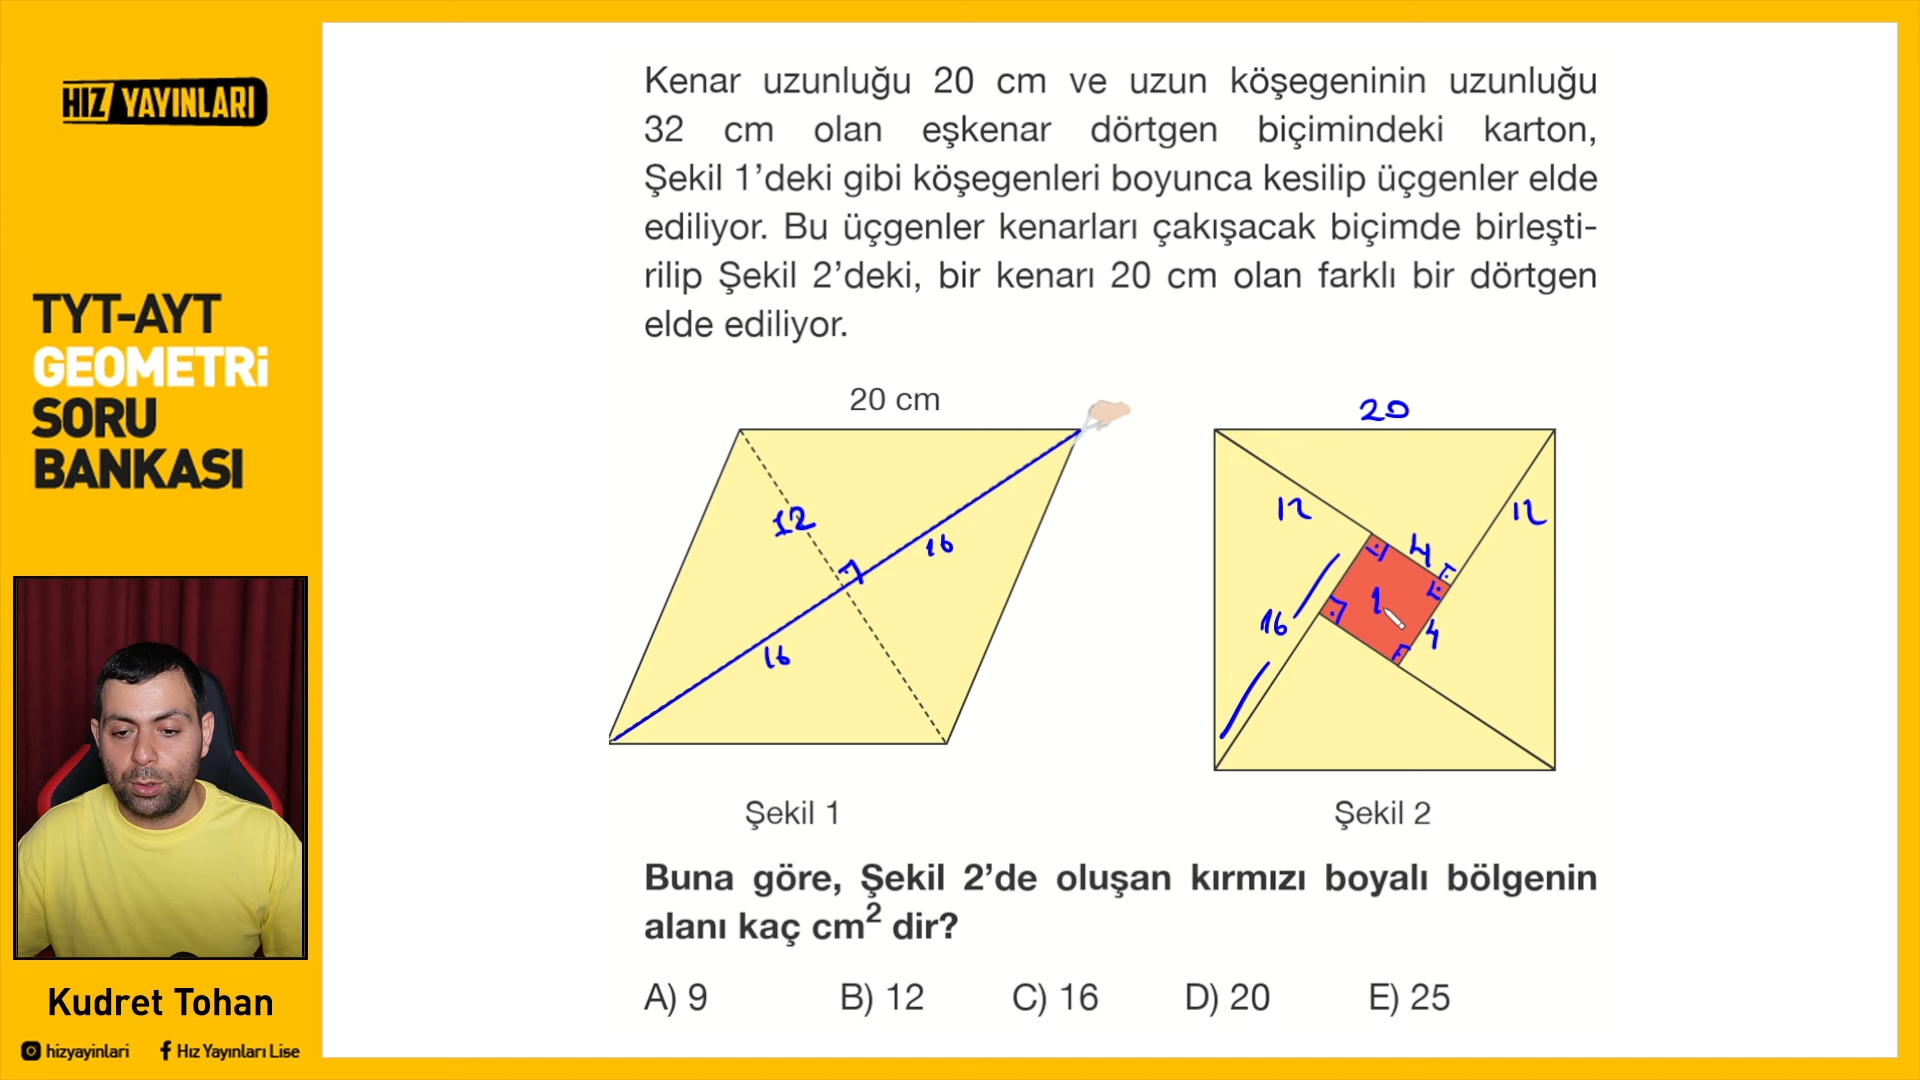 HIZ YAYINLARI
TYT-AYT
GEOMETRİ
SORU
BANKASI
Kudret Tohan
hizyayinlari
Hız Yayınları Lise
Kenar uzunluğu 20 cm ve uzun köşegeninin uzunluğu
32 cm olan eşkenar dörtgen biçimindeki karton,
Şekil 1’deki gibi köşegenleri boyunca kesilip üçgenler elde
ediliyor. Bu üçgenler kenarları çakışacak biçimde birleşti-
rilip Şekil 2’deki, bir kenarı 20 cm olan farklı bir dörtgen
elde ediliyor.
20 cm
12
16
16
Şekil 1
20
12
12
4
1
4
16
Şekil 2
Buna göre, Şekil 2’de oluşan kırmızı boyalı bölgenin
alanı kaç cm² dir?
A) 9 B) 12 C) 16 D) 20 E) 25